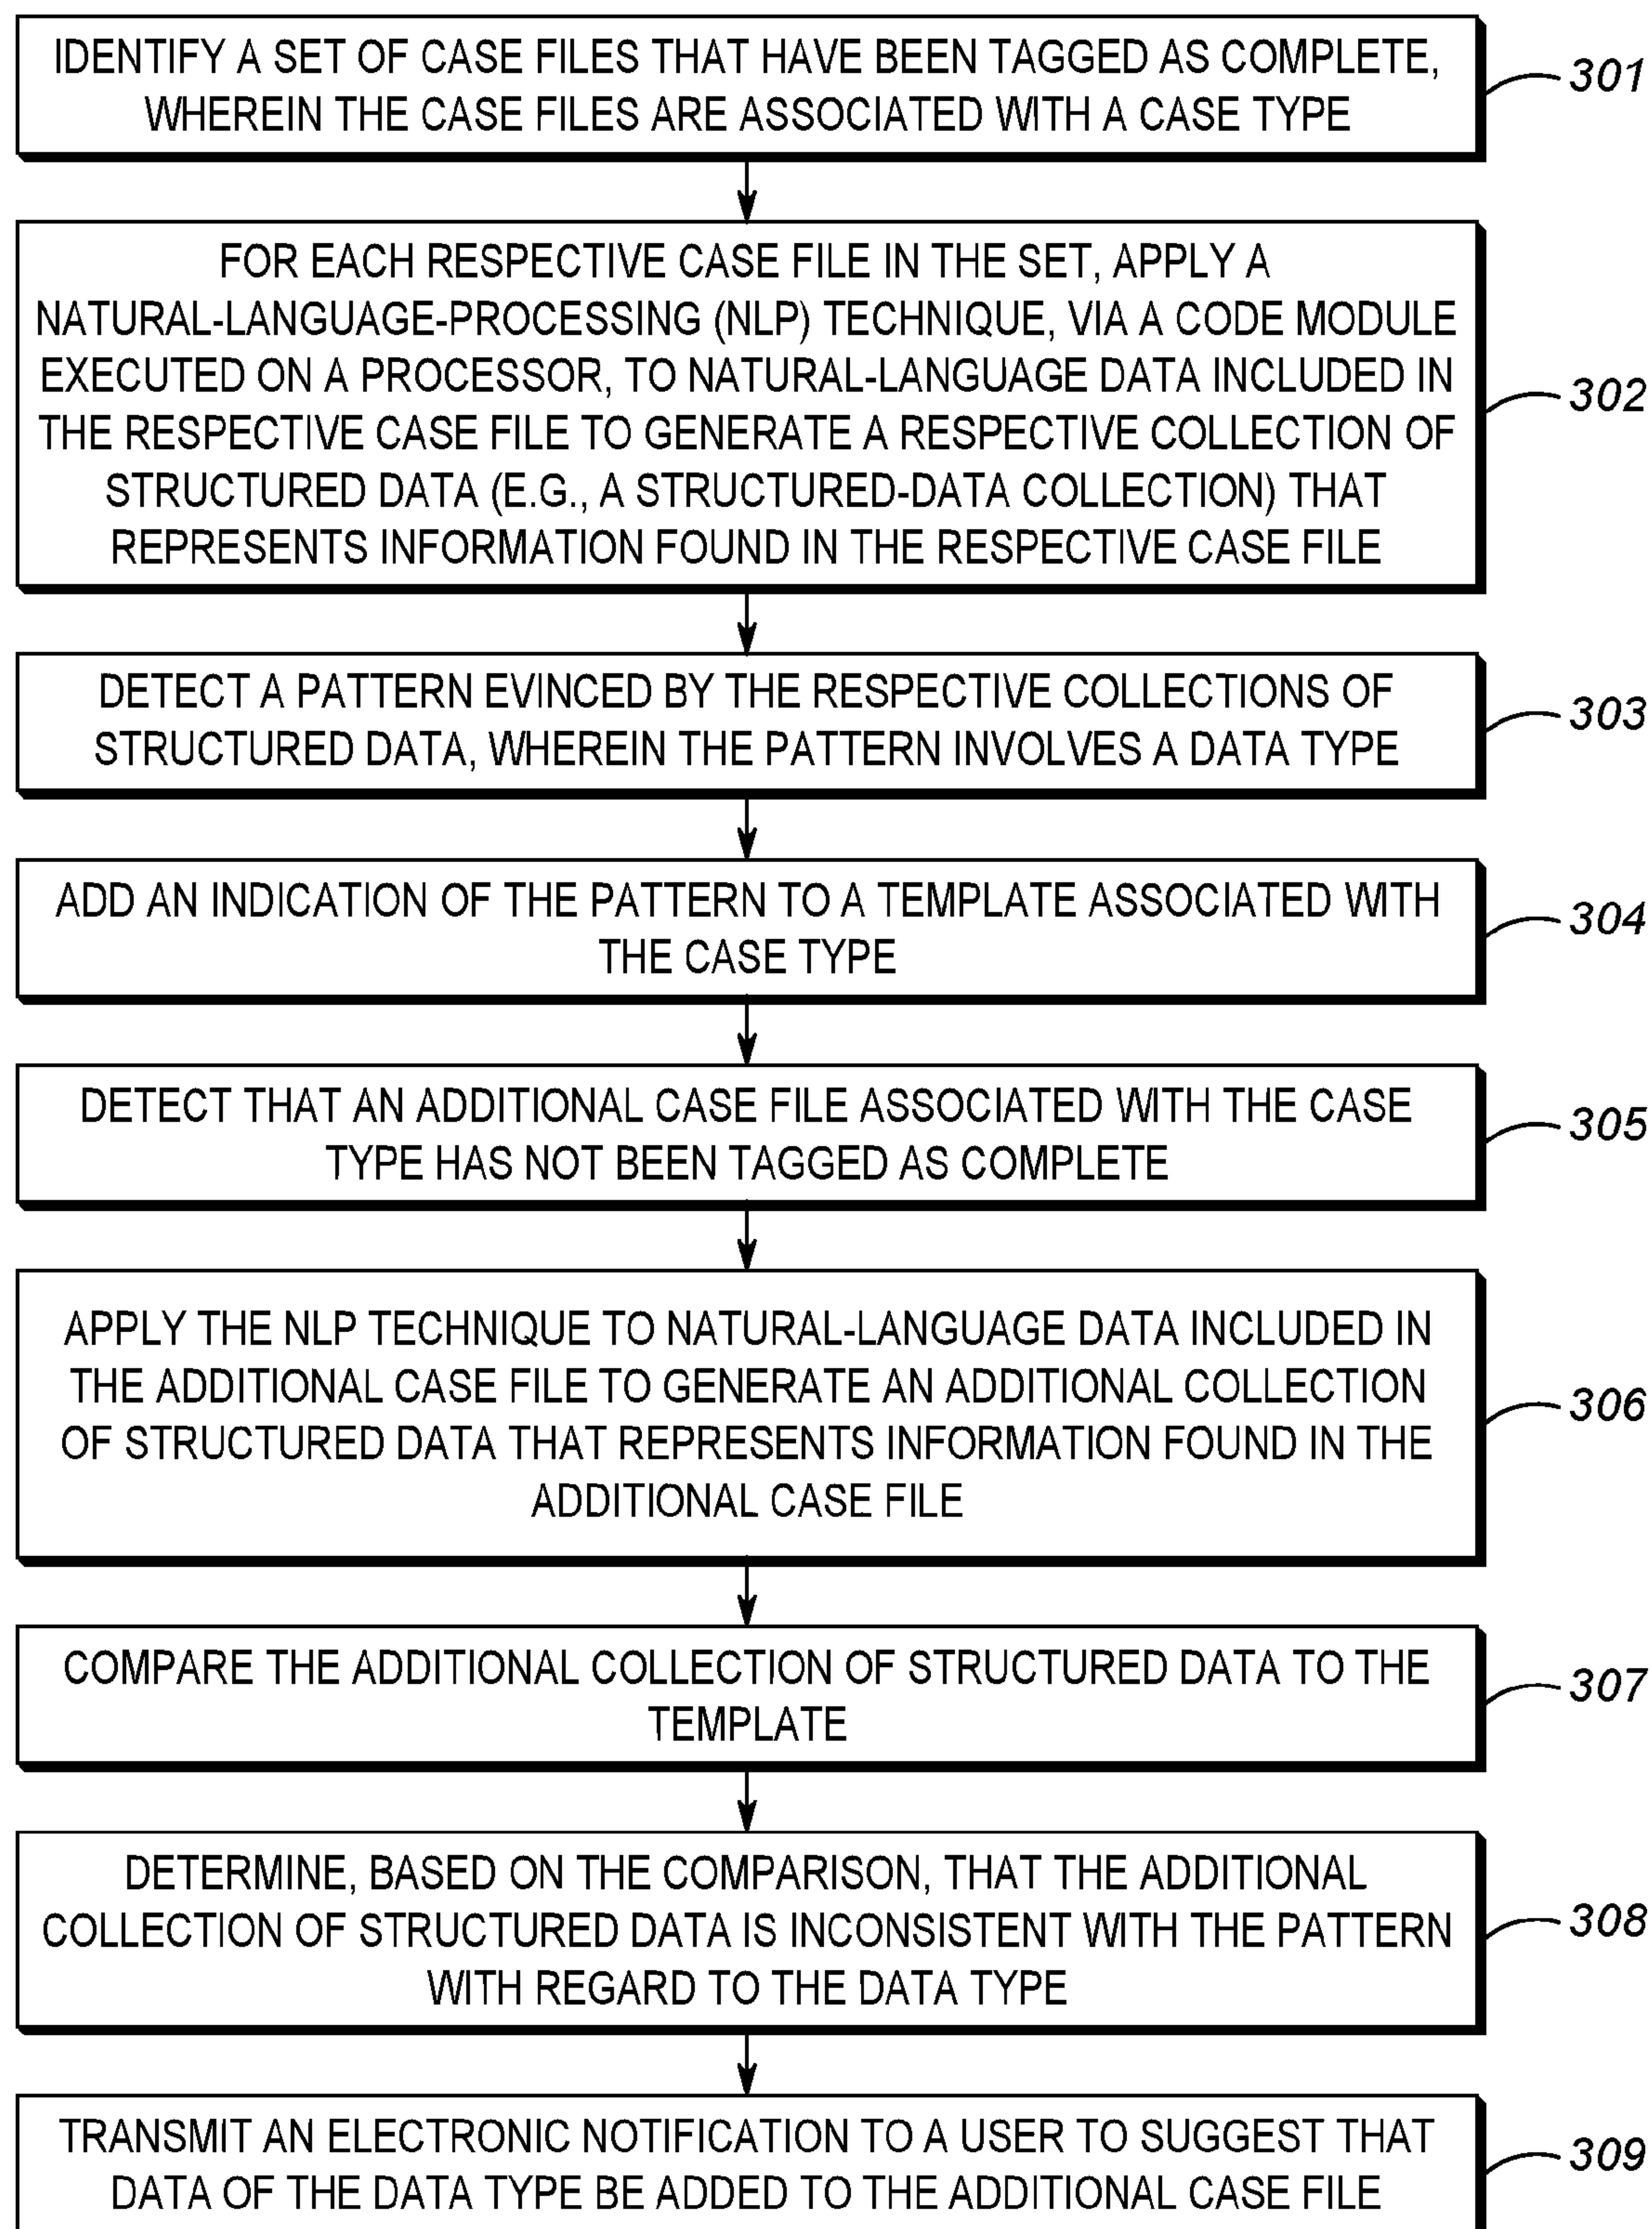 IDENTIFY A SET OF CASE FILES THAT HAVE BEEN TAGGED AS COMPLETE,
WHEREIN THE CASE FILES ARE ASSOCIATED WITH A CASE TYPE
301
FOR EACH RESPECTIVE CASE FILE IN THE SET, APPLY A
NATURAL-LANGUAGE-PROCESSING (NLP) TECHNIQUE, VIA A CODE MODULE
EXECUTED ON A PROCESSOR, TO NATURAL-LANGUAGE DATA INCLUDED IN
THE RESPECTIVE CASE FILE TO GENERATE A RESPECTIVE COLLECTION OF
STRUCTURED DATA (E.G., A STRUCTURED-DATA COLLECTION) THAT
REPRESENTS INFORMATION FOUND IN THE RESPECTIVE CASE FILE
302
DETECT A PATTERN EVINCED BY THE RESPECTIVE COLLECTIONS OF
STRUCTURED DATA, WHEREIN THE PATTERN INVOLVES A DATA TYPE
303
ADD AN INDICATION OF THE PATTERN TO A TEMPLATE ASSOCIATED WITH
THE CASE TYPE
304
DETECT THAT AN ADDITIONAL CASE FILE ASSOCIATED WITH THE CASE
TYPE HAS NOT BEEN TAGGED AS COMPLETE
305
APPLY THE NLP TECHNIQUE TO NATURAL-LANGUAGE DATA INCLUDED IN
THE ADDITIONAL CASE FILE TO GENERATE AN ADDITIONAL COLLECTION
OF STRUCTURED DATA THAT REPRESENTS INFORMATION FOUND IN THE
ADDITIONAL CASE FILE
306
COMPARE THE ADDITIONAL COLLECTION OF STRUCTURED DATA TO THE
TEMPLATE
307
DETERMINE, BASED ON THE COMPARISON, THAT THE ADDITIONAL
COLLECTION OF STRUCTURED DATA IS INCONSISTENT WITH THE PATTERN
WITH REGARD TO THE DATA TYPE
308
TRANSMIT AN ELECTRONIC NOTIFICATION TO A USER TO SUGGEST THAT
DATA OF THE DATA TYPE BE ADDED TO THE ADDITIONAL CASE FILE
309